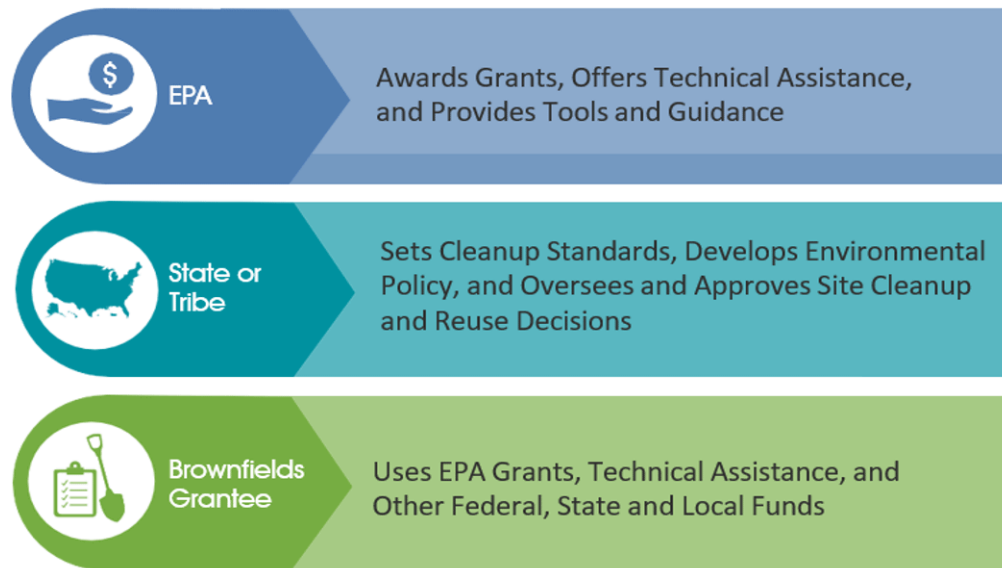 $
EPA
Awards Grants, Offers Technical Assistance,
and Provides Tools and Guidance
State or
Tribe
Sets Cleanup Standards, Develops Environmental
Policy, and Oversees and Approves Site Cleanup
and Reuse Decisions
Brownfields
Grantee
Uses EPA Grants, Technical Assistance, and
Other Federal, State and Local Funds